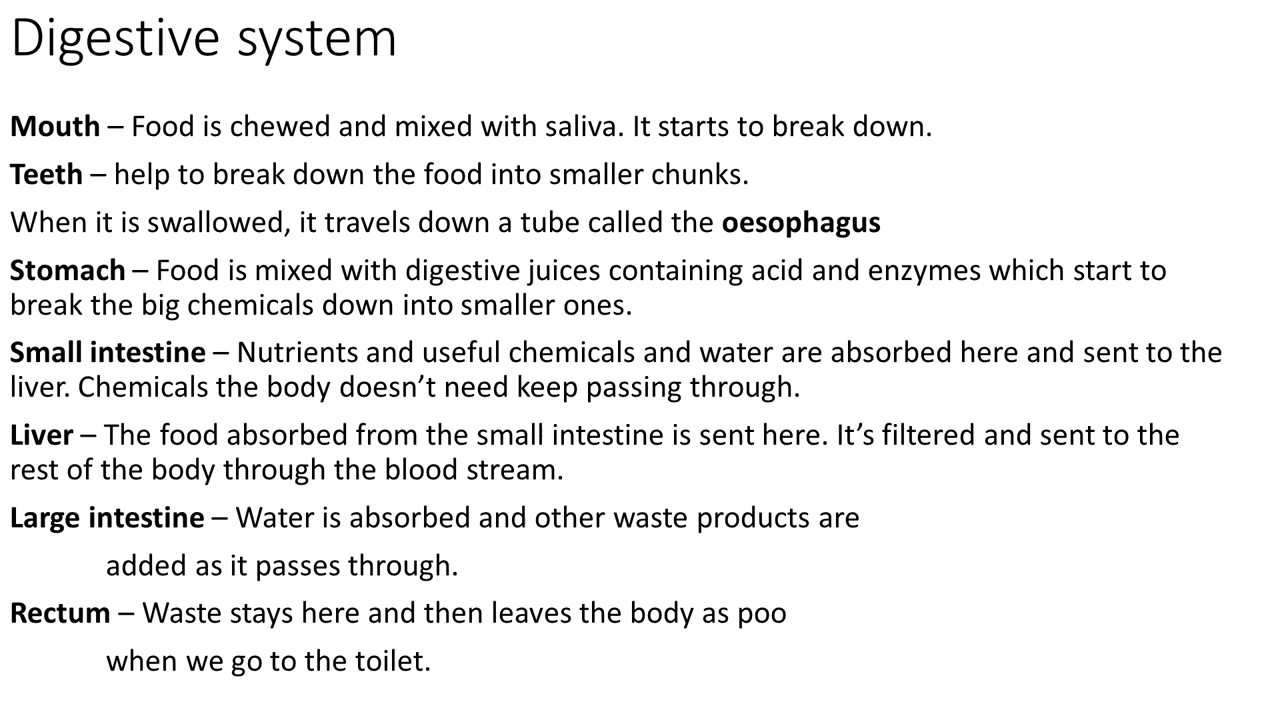 Digestive system
Mouth – Food is chewed and mixed with saliva. It starts to break down.
Teeth – help to break down the food into smaller chunks.
When it is swallowed, it travels down a tube called the oesophagus
Stomach – Food is mixed with digestive juices containing acid and enzymes which start to
break the big chemicals down into smaller ones.
Small intestine – Nutrients and useful chemicals and water are absorbed here and sent to the
liver. Chemicals the body doesn’t need keep passing through.
Liver – The food absorbed from the small intestine is sent here. It’s filtered and sent to the
rest of the body through the blood stream.
Large intestine – Water is absorbed and other waste products are
added as it passes through.
Rectum – Waste stays here and then leaves the body as poo
when we go to the toilet.